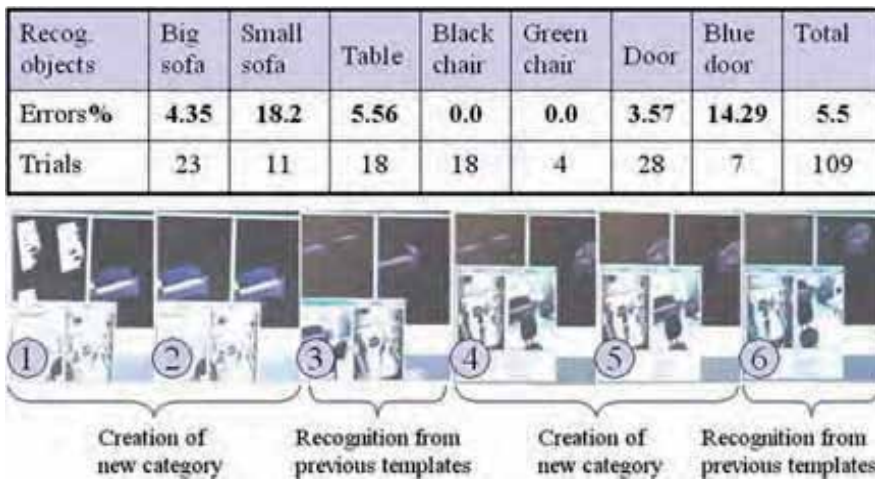 Recog. objects Big sofa Small sofa Table Black chair Green chair Door Blue door Total
Errors% 4.35 18.2 5.56 0.0 0.0 3.57 14.29 5.5
Trials 23 11 18 18 4 28 7 109
1 2 3 4 5 6
Creation of new category Recognition from previous templates Creation of new category Recognition from previous templates